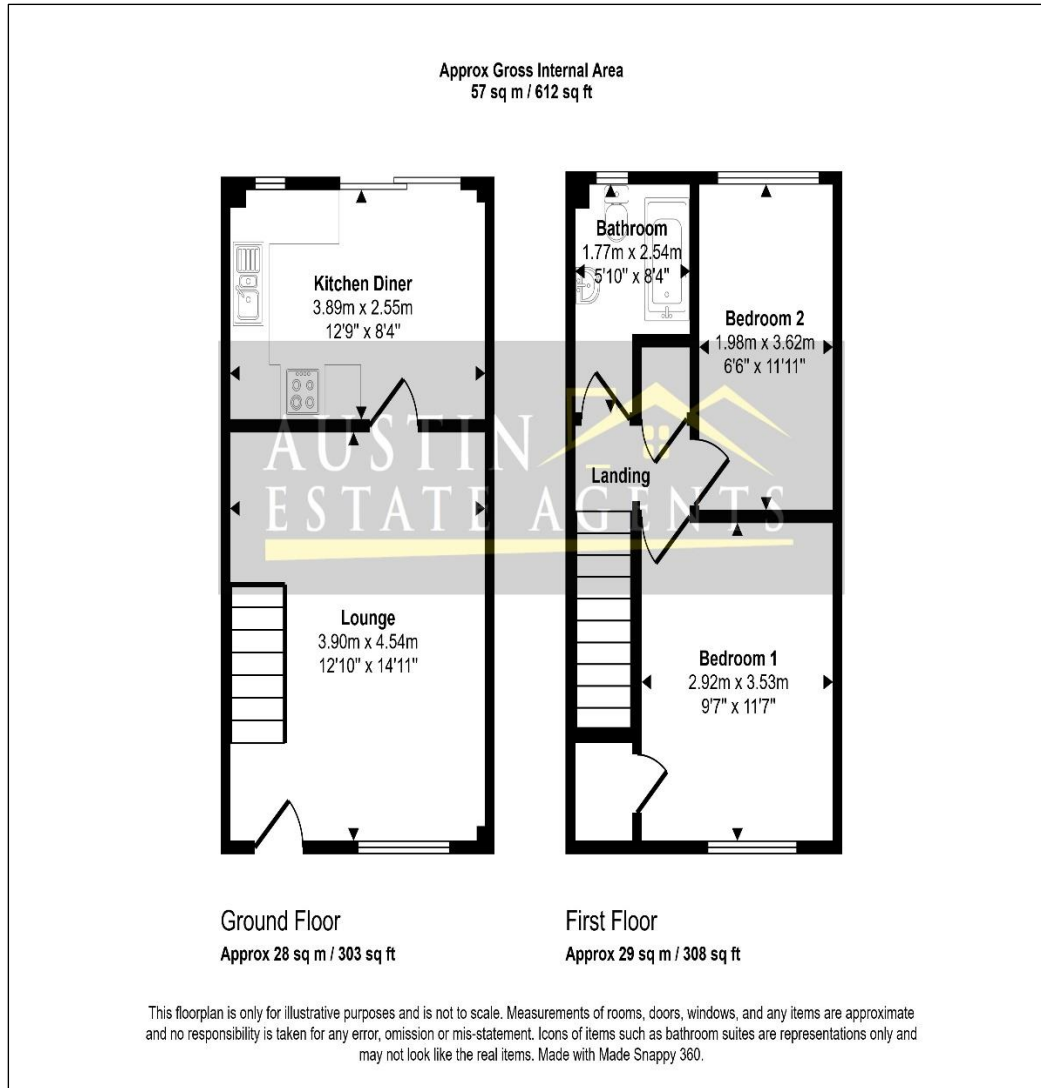 Approx Gross Internal Area
57 sq m / 612 sq ft
Kitchen Diner
3.89m x 2.55m
12'9" x 8'4"
Lounge
3.90m x 4.54m
12'10" x 14'11"
Bathroom
1.77m x 2.54m
5'10" x 8'4"
Bedroom 2
1.98m x 3.62m
6'6" x 11'11"
Landing
Bedroom 1
2.92m x 3.53m
9'7" x 11'7"
AUSTIN
ESTATE AGENTS
Ground Floor
Approx 28 sq m / 303 sq ft
First Floor
Approx 29 sq m / 308 sq ft
This floorplan is only for illustrative purposes and is not to scale. Measurements of rooms, doors, windows, and any items are approximate
and no responsibility is taken for any error, omission or mis-statement. Icons of items such as bathroom suites are representations only and
may not look like the real items. Made with Made Snappy 360.